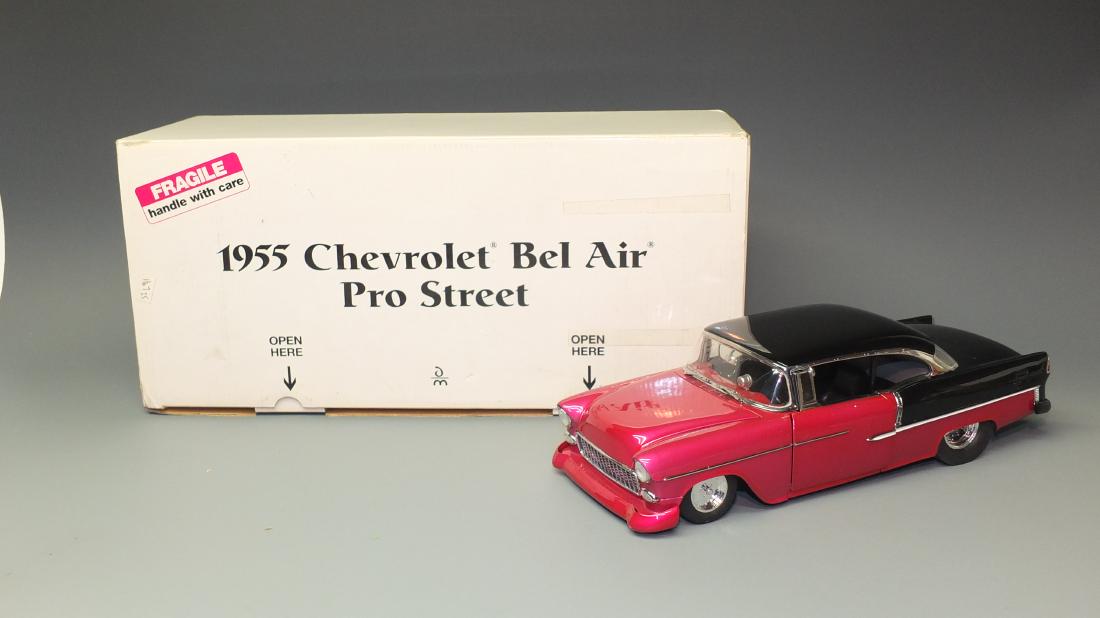 FRAGILE
handle with care
1955 Chevrolet® Bel Air®
Pro Street
OPEN
HERE
OPEN
HERE